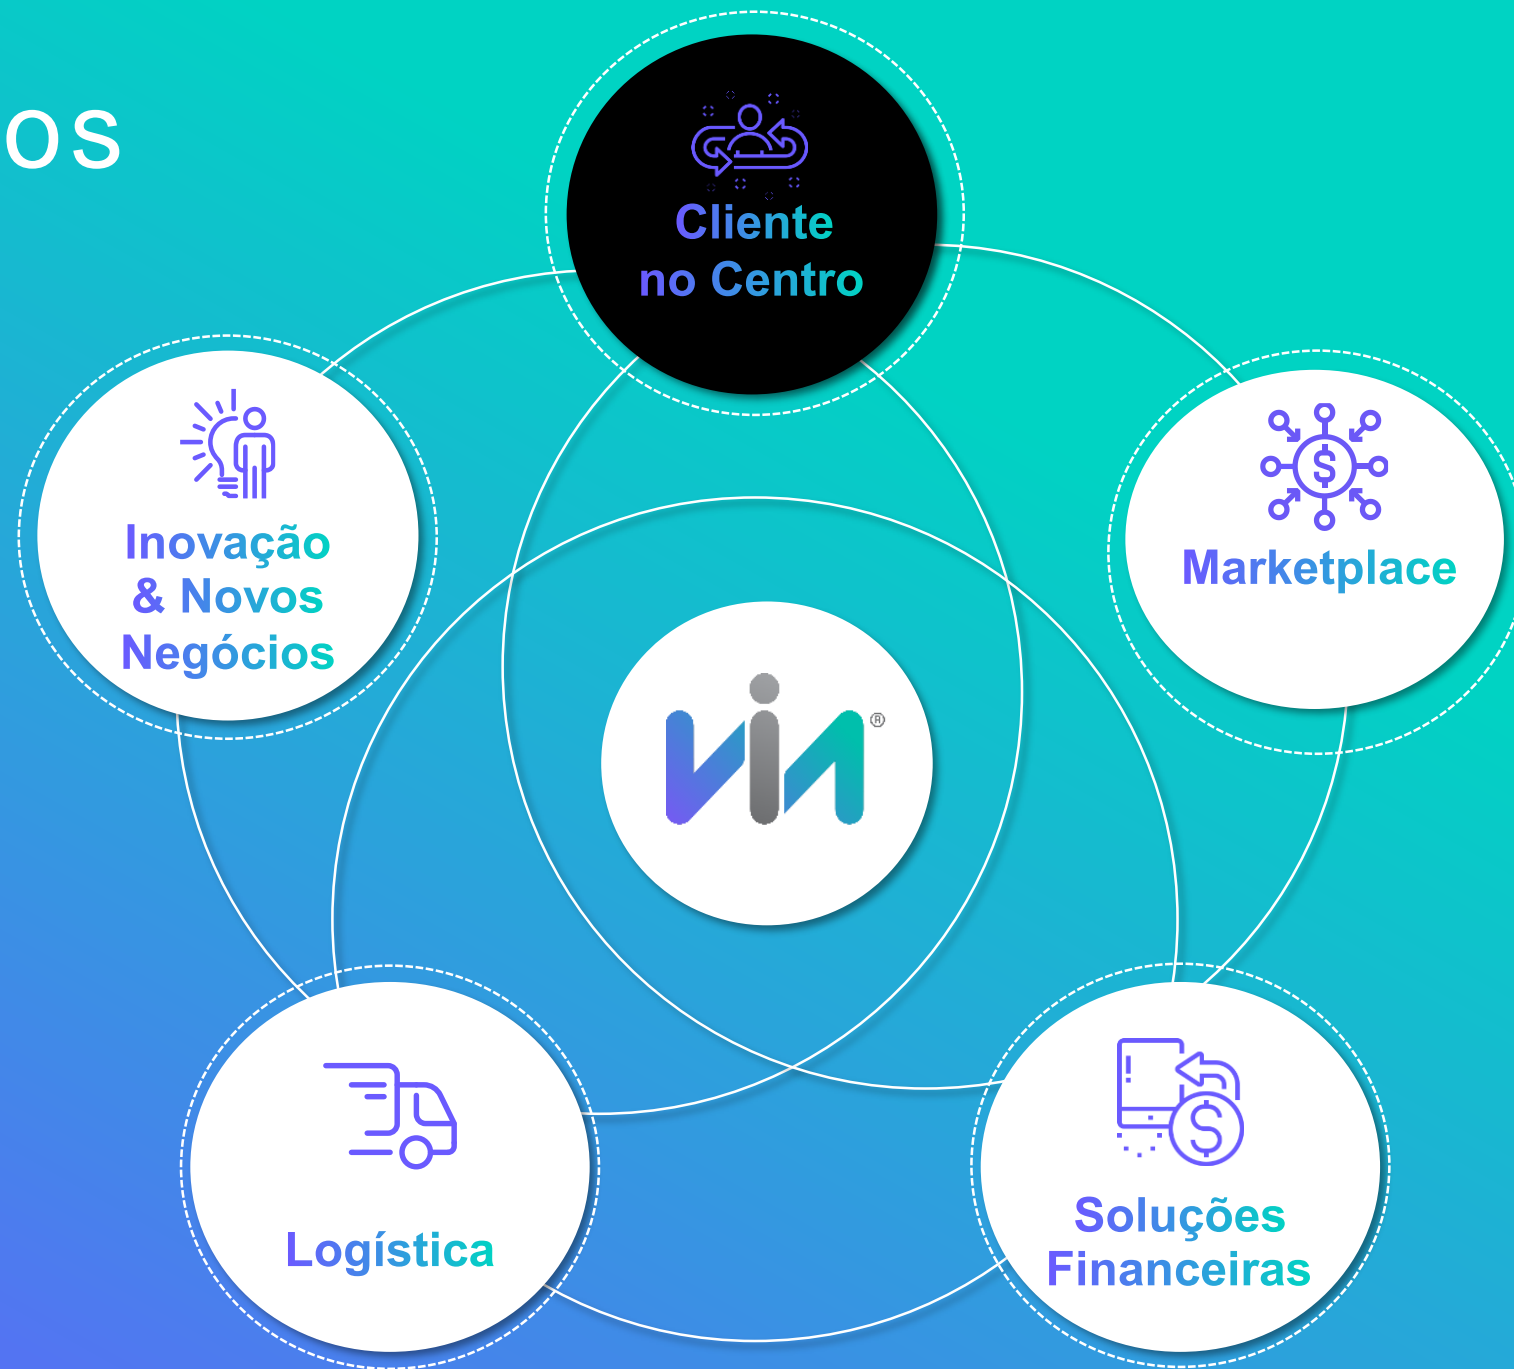 os
Cliente
no Centro
Inovação
& Novos
Negócios
Marketplace
via®
Logística
Soluções
Financeiras